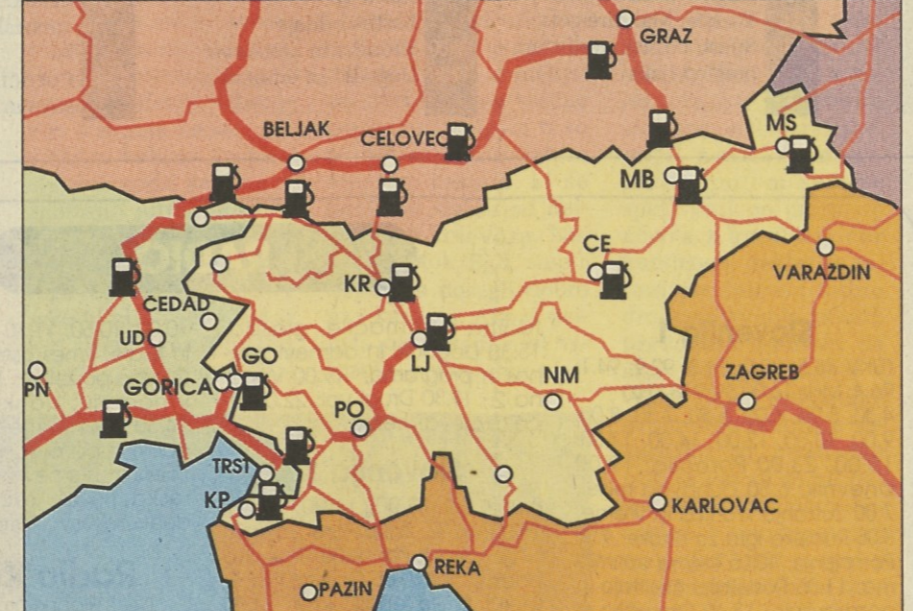 GRAZ
BELJAK
CELOVEC
MS
MB
CE
VARAŽDIN
KR
ČEDAD
UD
LJ
GO
PN
GORICA
NM
ZAGREB
PO
TRST
KP
KARLOVAC
REKA
PAZIN